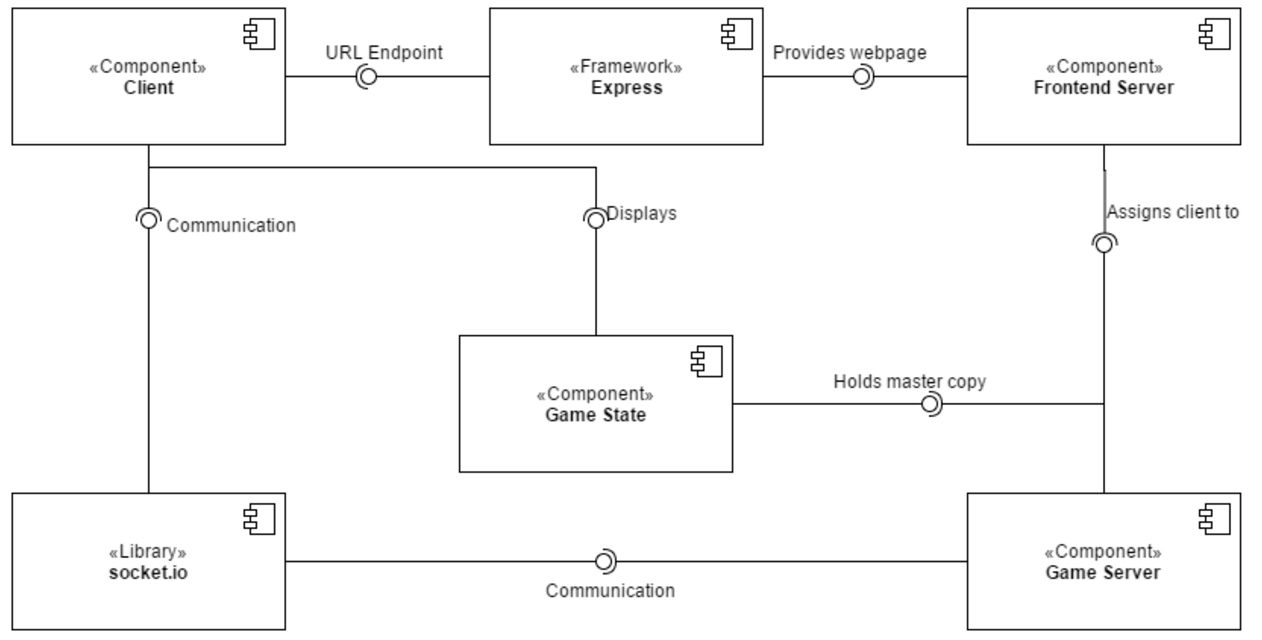 «Component»
Client
URL Endpoint
«Framework»
Express
Provides webpage
«Component»
Frontend Server
Communication
Displays
Assigns client to
«Component»
Game State
Holds master copy
«Library»
socket.io
Communication
«Component»
Game Server